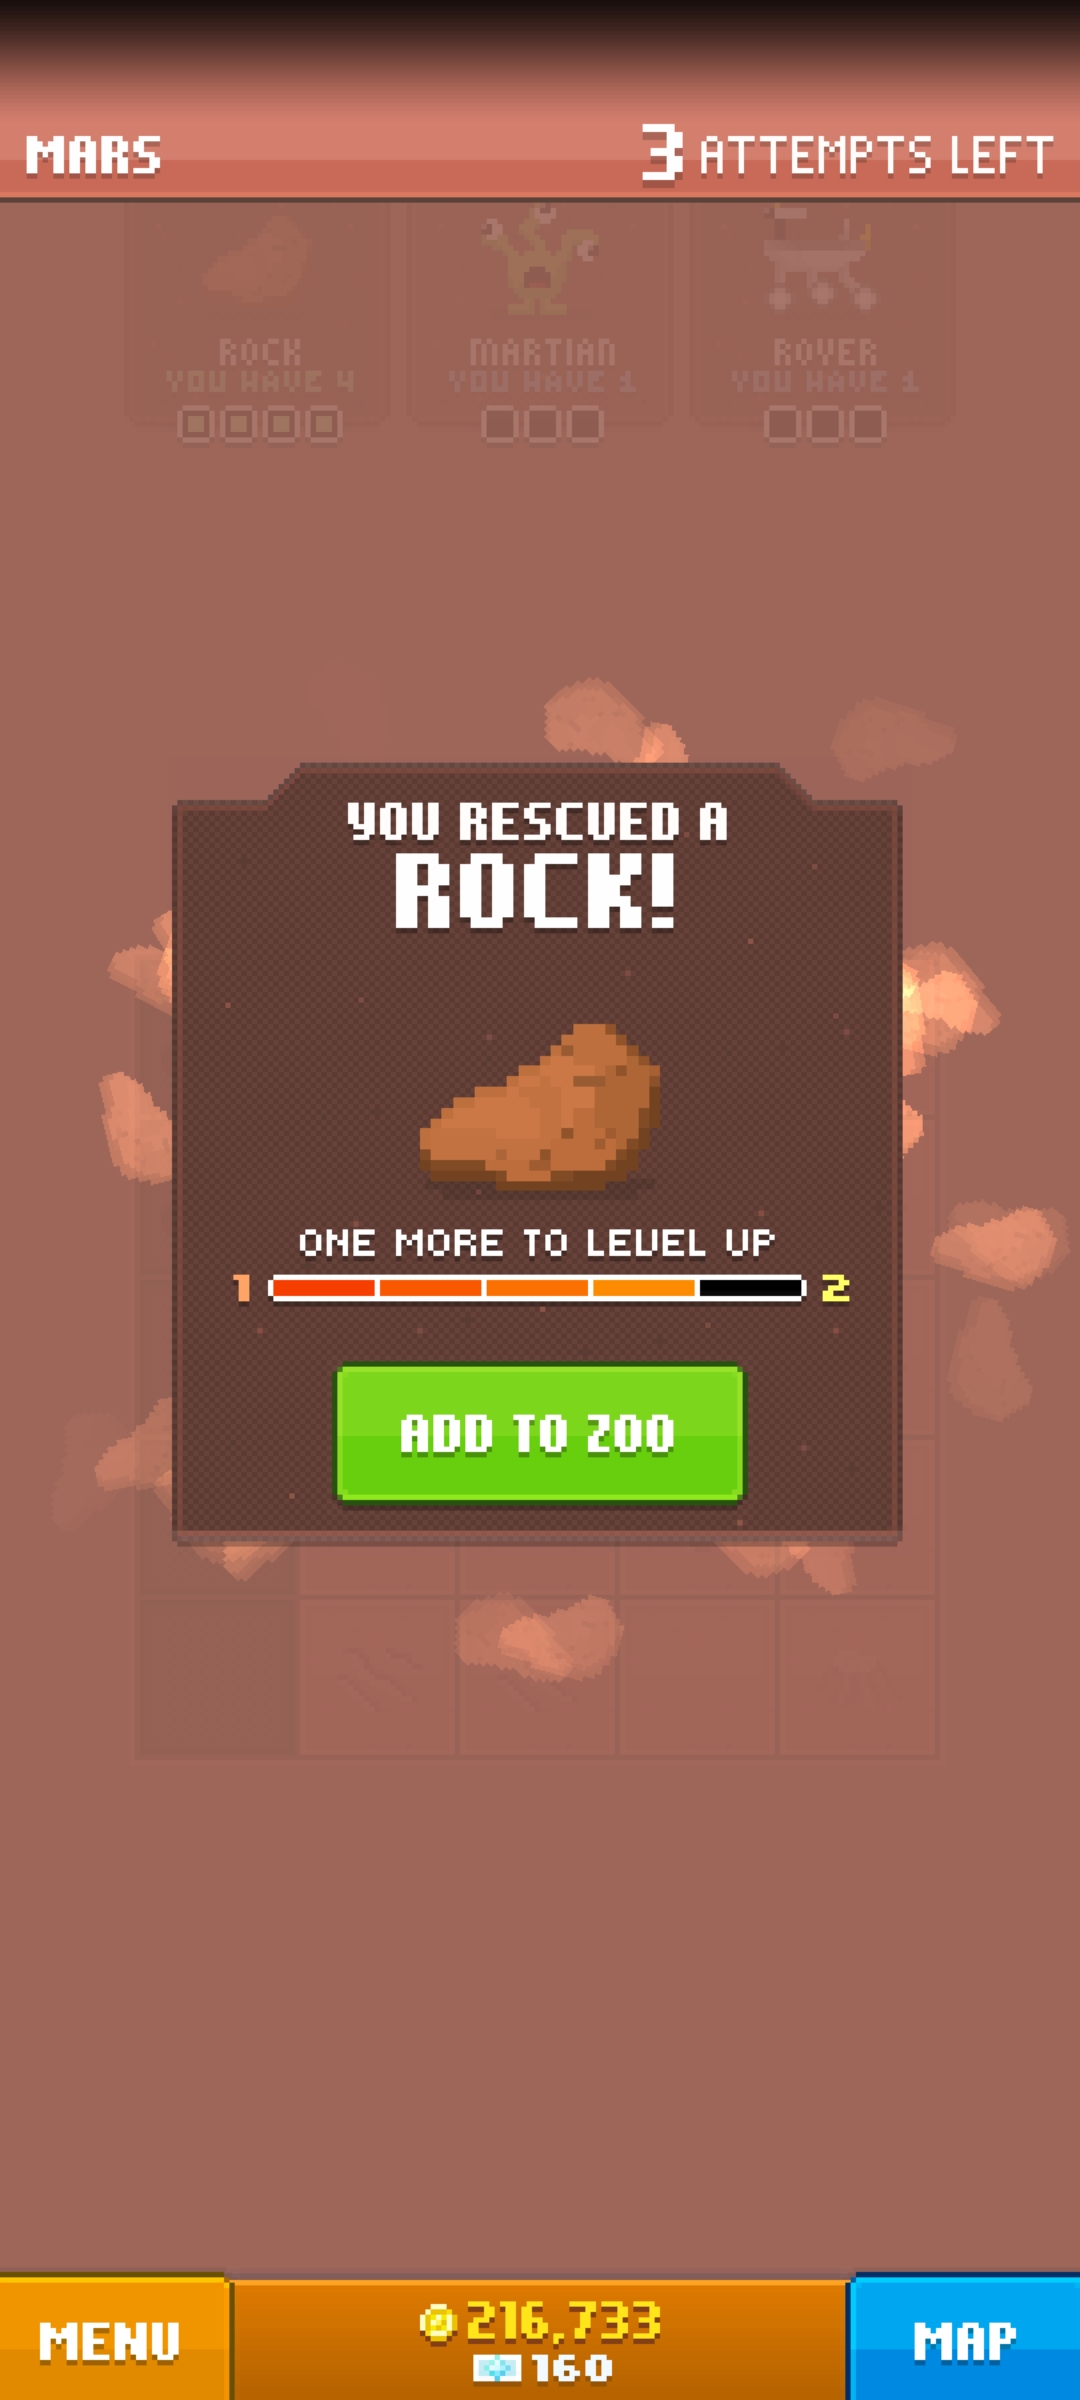 MARS
3 ATTEMPTS LEFT
ROCK
YOU HAVE 4
MARTIAN
YOU HAVE 1
ROVER
YOU HAVE 1
YOU RESCUED A
ROCK!
ONE MORE TO LEVEL UP
1 2
ADD TO ZOO
MENU
216,733
160
MAP